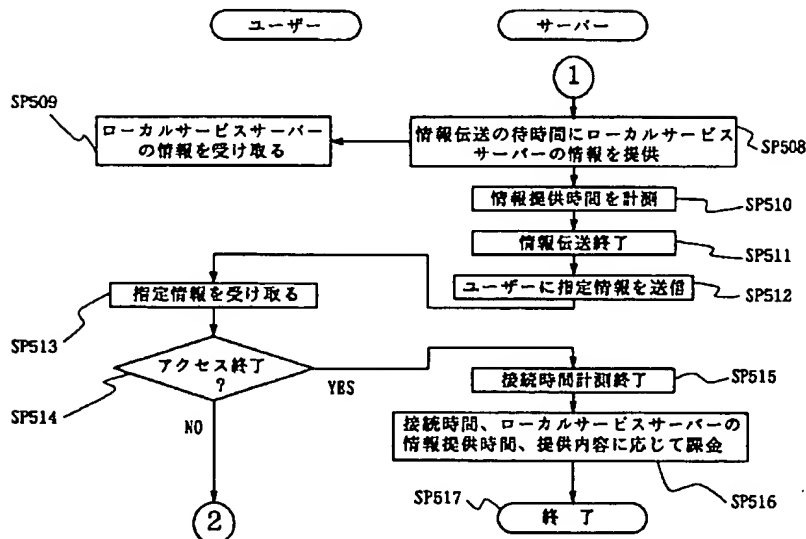 ユーザー
サーバー
1
SP509
ローカルサービスサーバー
の情報を受け取る
情報伝送の待時間にローカルサービス
サーバーの情報を提供
SP508
情報提供時間を計測
SP510
情報伝送終了
SP511
ユーザーに指定情報を送信
SP512
指定情報を受け取る
SP513
アクセス終了
?
SP514
YES
NO
接続時間計測終了
SP515
接続時間、ローカルサービスサーバーの
情報提供時間、提供内容に応じて課金
SP516
SP517
終了
2